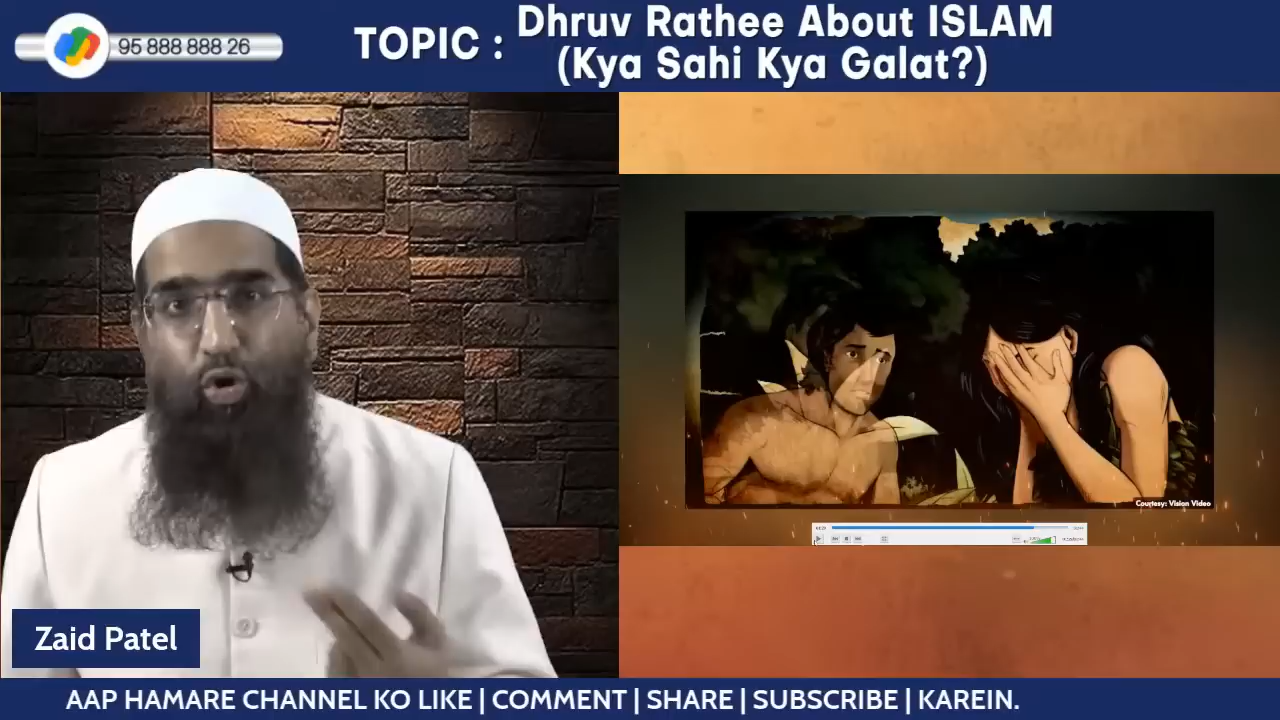 95 888 888 26
TOPIC :
Dhruv Rathee About ISLAM
(Kya Sahi Kya Galat?)
Courtesy: Vision Video
Zaid Patel
AAP HAMARE CHANNEL KO LIKE | COMMENT | SHARE | SUBSCRIBE | KAREIN.